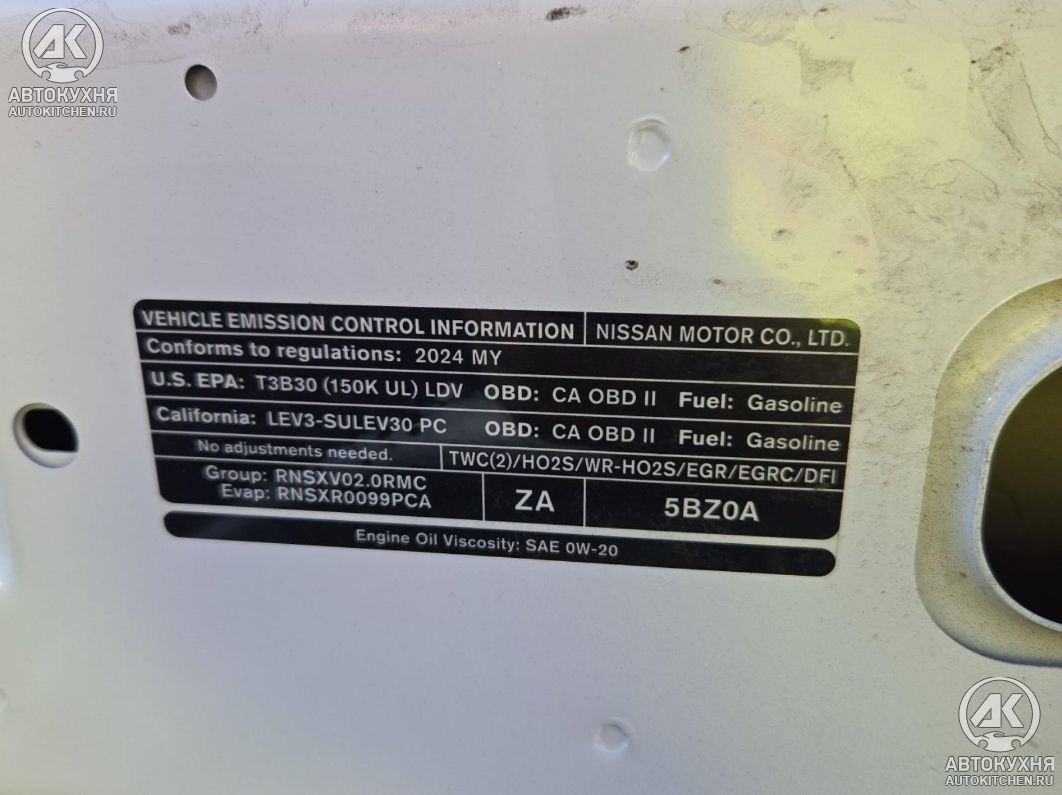 AK
АВТОКУХНЯ
AUTOKITCHEN.RU
VEHICLE EMISSION CONTROL INFORMATION NISSAN MOTOR CO., LTD.
Conforms to regulations: 2024 MY
U.S. EPA: T3B30 (150K UL) LDV OBD: CA OBD II Fuel: Gasoline
California: LEV3-SULEV30 PC OBD: CA OBD II Fuel: Gasoline
No adjustments needed. TWC(2)/HO2S/WR-HO2S/EGR/EGRC/DFI
Group: RNSXV02.0RMC
Evap: RNSXR0099PCA
ZA
5BZ0A
Engine Oil Viscosity: SAE 0W-20
AK
АВТОКУХНЯ
AUTOKITCHEN.RU